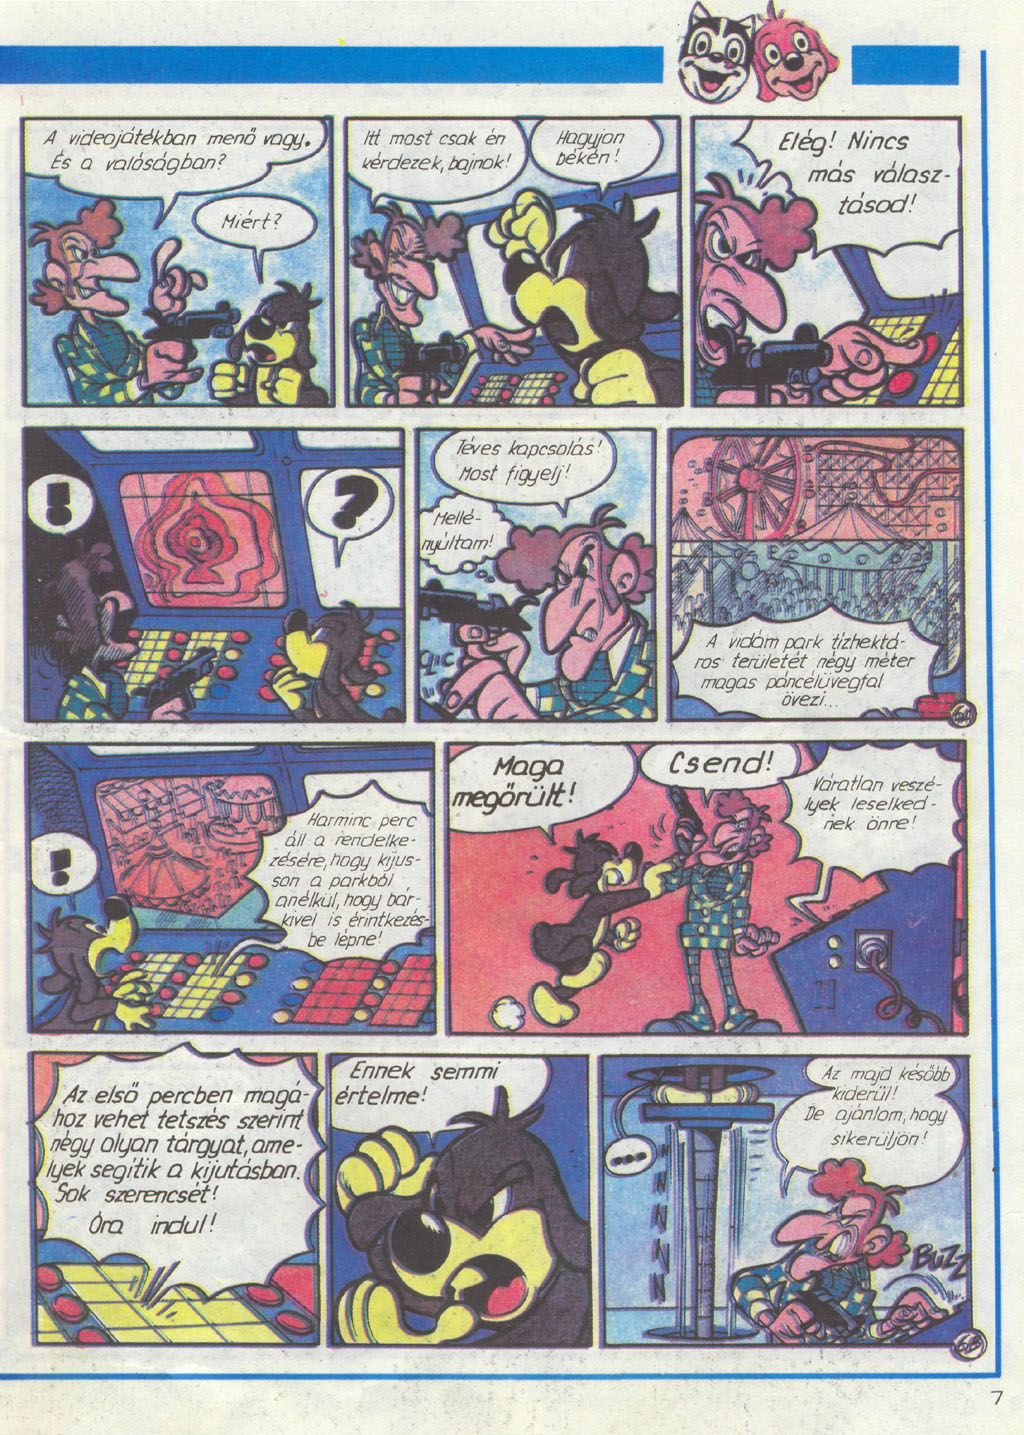 A videojátékban menő vagy.
És a valóságban?
Miért?
Itt most csak én
kérdezek, bajnok!
Hagyjon
békén!
Elég! Nincs
más válasz-
tásod!
!
?
Téves kapcsolás!
Most figyelj!
Mellé-
nyúltam!
CLIC
A vidám park tízhektá-
ros területét négy méter
magas páncélüvegfal
övezi...
6/A
!
Harminc perc
áll a rendelke-
zésére, hogy kijus-
son a parkból
anélkül, hogy bár-
kivel is érintkezés-
be lépne!
Maga
megőrült!
Csend!
Váratlan veszé-
lyek leselked-
nek önre!
Az első percben magá-
hoz vehet tetszés szerint
négy olyan tárgyat, ame-
lyek segítik a kijutásban.
Sok szerencsét!
Óra indul!
Ennek semmi
értelme!
...
Az majd később
kiderül!
De ajánlom, hogy
sikerüljön!
BUZZ
6/B
7